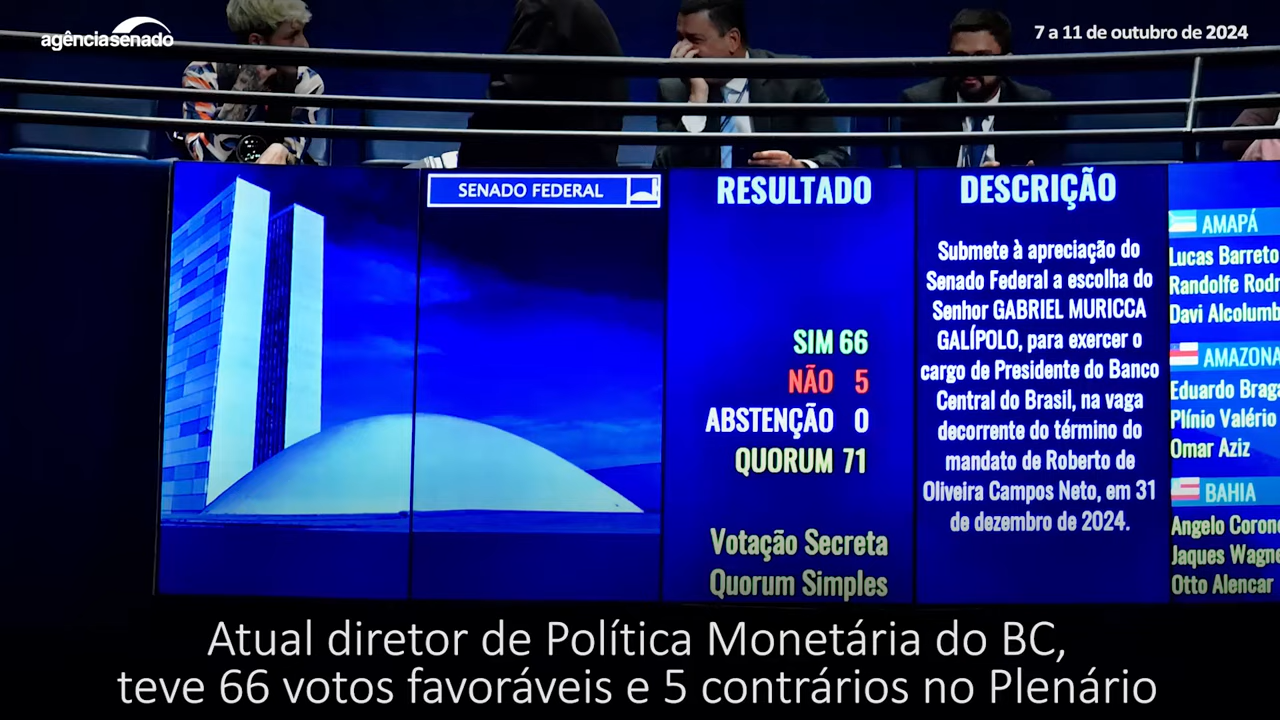 agênciasenado
7 a 11 de outubro de 2024
SENADO FEDERAL
RESULTADO
SIM 66
NÃO 5
ABSTENÇÃO 0
QUORUM 71
Votação Secreta
Quorum Simples
DESCRIÇÃO
Submete à apreciação do
Senado Federal a escolha do
Senhor GABRIEL MURICCA
GALÍPOLO, para exercer o
cargo de Presidente do Banco
Central do Brasil, na vaga
decorrente do término do
mandato de Roberto de
Oliveira Campos Neto, em 31
de dezembro de 2024.
AMAPÁ
Lucas Barreto
Randolfe Rodr
Davi Alcolumb
AMAZONA
Eduardo Braga
Plínio Valério
Omar Aziz
BAHIA
Angelo Corone
Jaques Wagne
Otto Alencar
Atual diretor de Política Monetária do BC,
teve 66 votos favoráveis e 5 contrários no Plenário